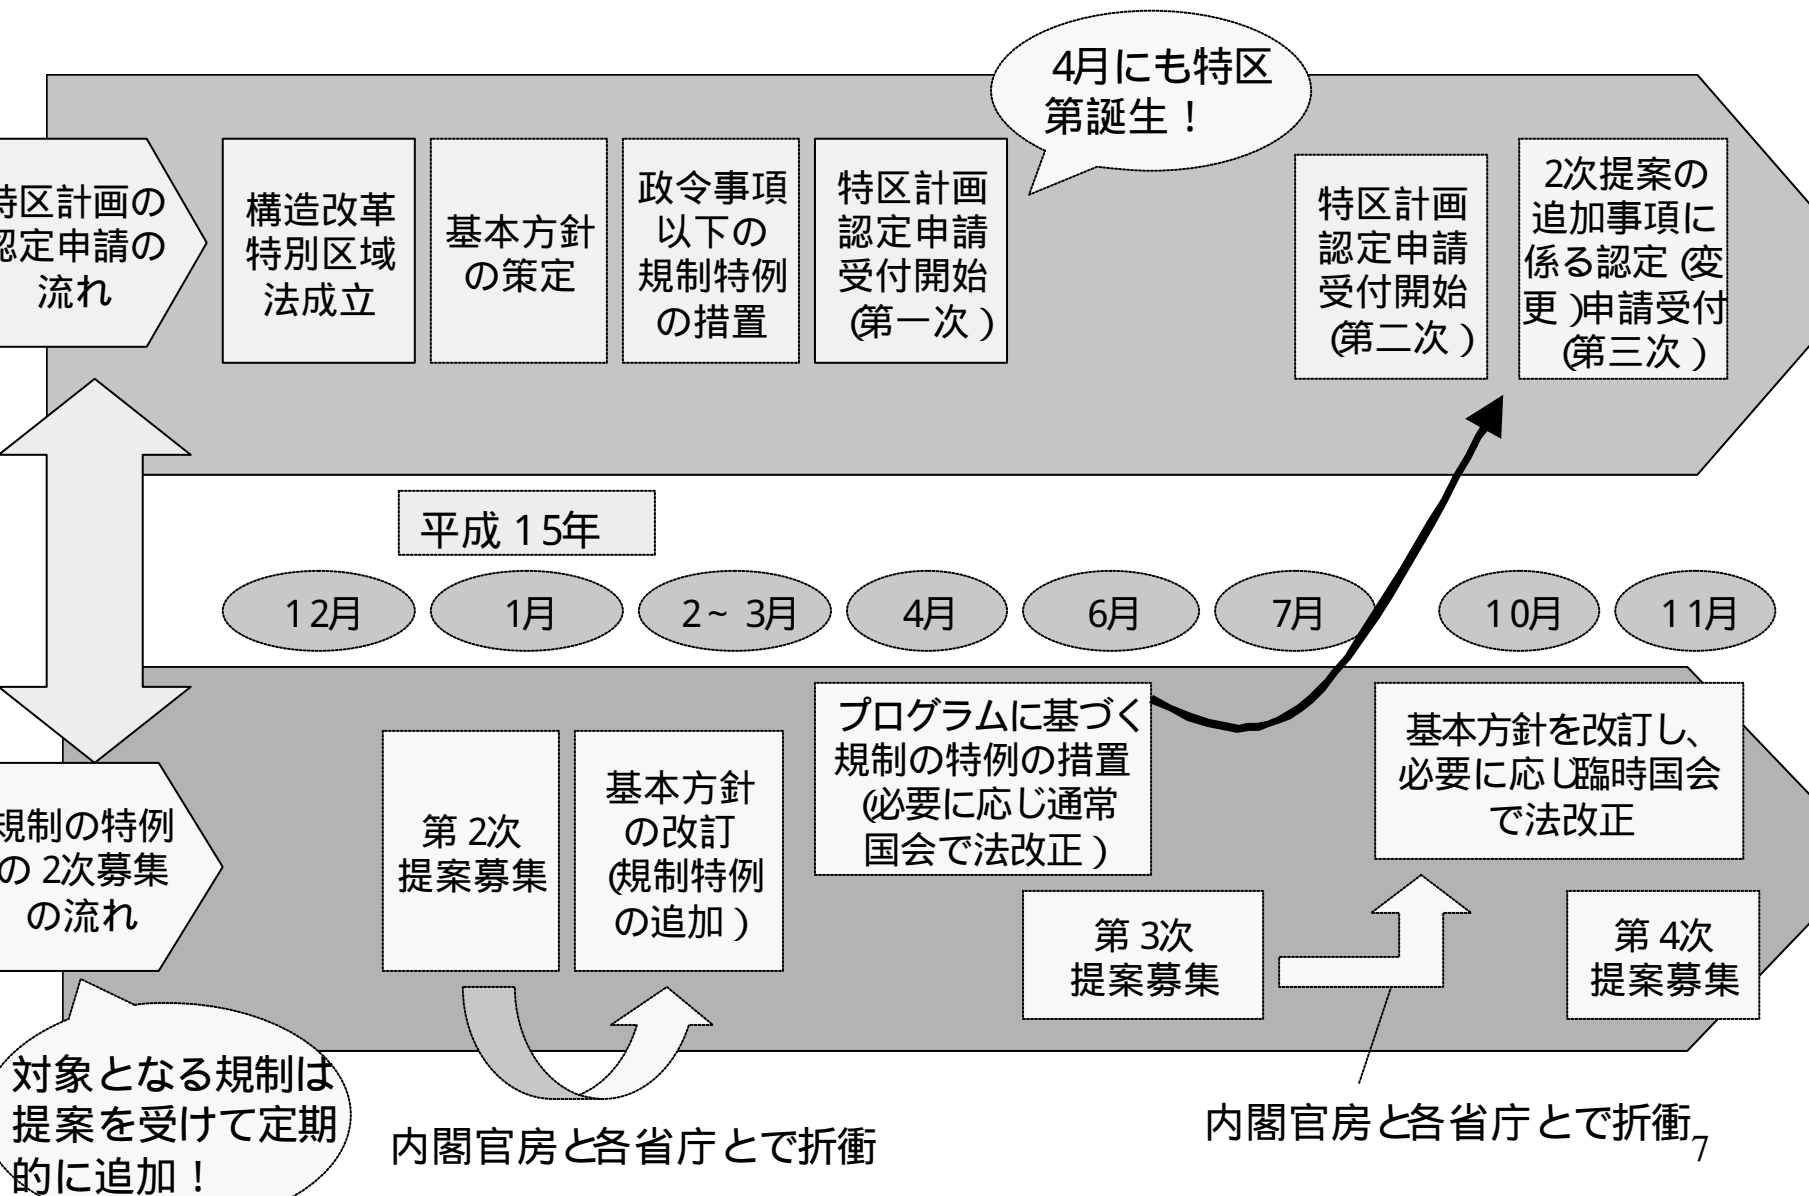 4月にも特区
第誕生！
特区計画の
認定申請の
流れ
構造改革
特別区域
法成立
基本方針
の策定
政令事項
以下の
規制特例
の措置
特区計画
認定申請
受付開始
(第一次）
特区計画
認定申請
受付開始
(第二次）
2次提案の
追加事項に
係る認定(変
更）申請受付
(第三次）
平成15年
12月
1月
2～3月
4月
6月
7月
10月
11月
規制の特例
の2次募集
の流れ
第2次
提案募集
基本方針
の改訂
(規制特例
の追加）
プログラムに基づく
規制の特例の措置
(必要に応じ通常
国会で法改正）
基本方針を改訂し、
必要に応じ臨時国会
で法改正
第3次
提案募集
第4次
提案募集
対象となる規制は
提案を受けて定期
的に追加！
内閣官房と各省庁とで折衝
内閣官房と各省庁とで折衝
7